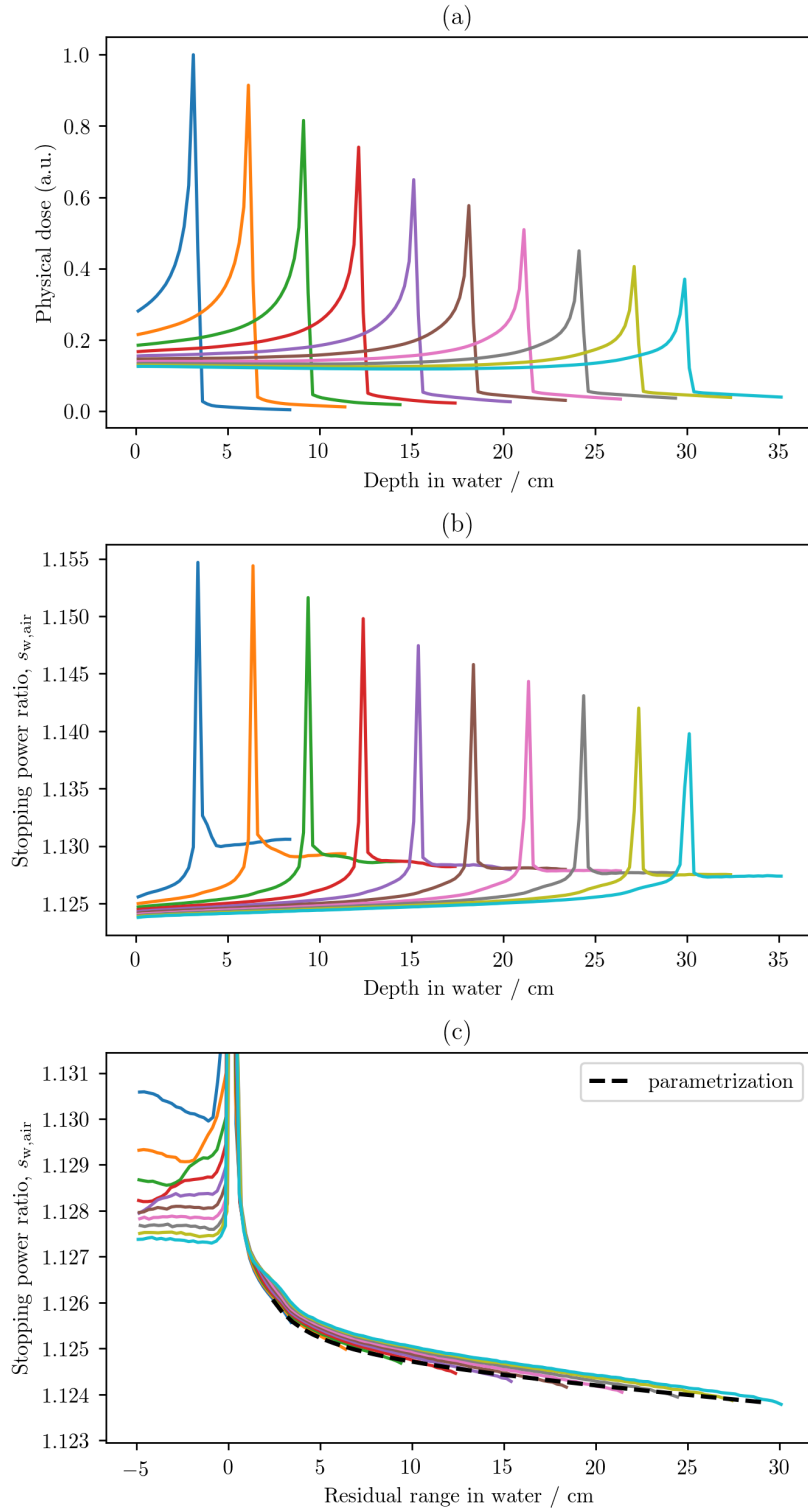 (a)
1.0
0.8
0.6
0.4
0.2
0.0
Physical dose (a.u.)
0 5 10 15 20 25 30 35
Depth in water / cm
(b)
1.155
1.150
1.145
1.140
1.135
1.130
1.125
Stopping power ratio, s_w,air
0 5 10 15 20 25 30 35
Depth in water / cm
(c)
parametrization
1.131
1.130
1.129
1.128
1.127
1.126
1.125
1.124
1.123
Stopping power ratio, s_w,air
−5 0 5 10 15 20 25 30
Residual range in water / cm